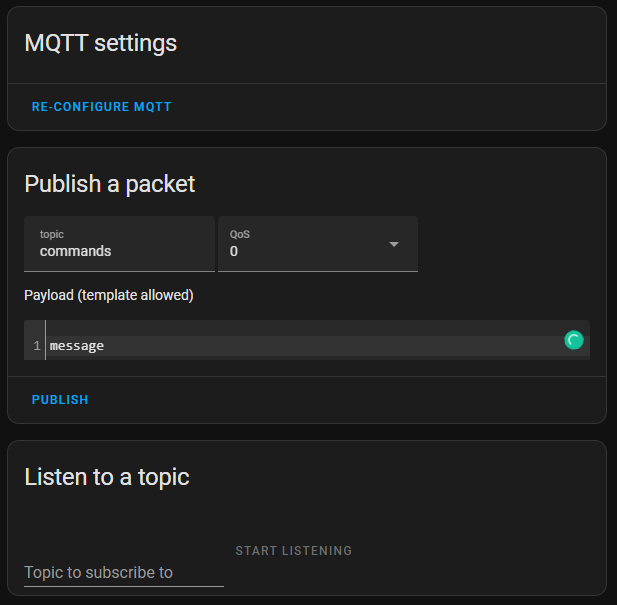 MQTT settings
RE-CONFIGURE MQTT
Publish a packet
topic QoS
commands 0
Payload (template allowed)
1 message
PUBLISH
Listen to a topic
START LISTENING
Topic to subscribe to